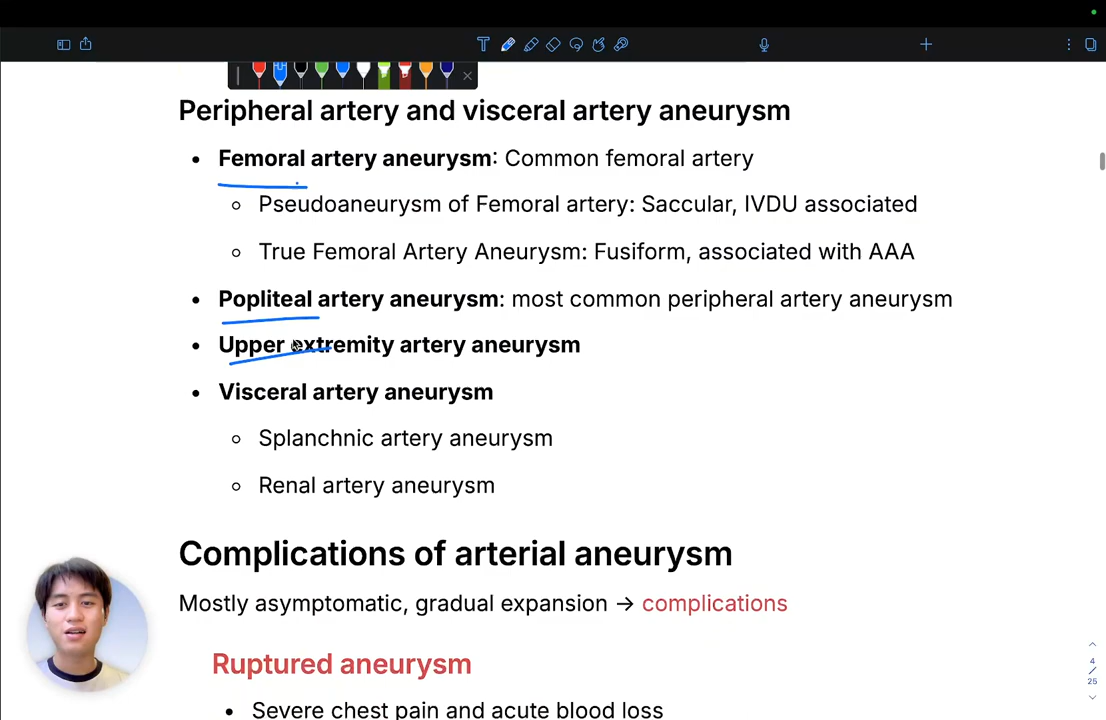 Peripheral artery and visceral artery aneurysm
• Femoral artery aneurysm: Common femoral artery
◦ Pseudoaneurysm of Femoral artery: Saccular, IVDU associated
◦ True Femoral Artery Aneurysm: Fusiform, associated with AAA
• Popliteal artery aneurysm: most common peripheral artery aneurysm
• Upper extremity artery aneurysm
• Visceral artery aneurysm
◦ Splanchnic artery aneurysm
◦ Renal artery aneurysm
Complications of arterial aneurysm
Mostly asymptomatic, gradual expansion → complications
Ruptured aneurysm
• Severe chest pain and acute blood loss
4
/
25